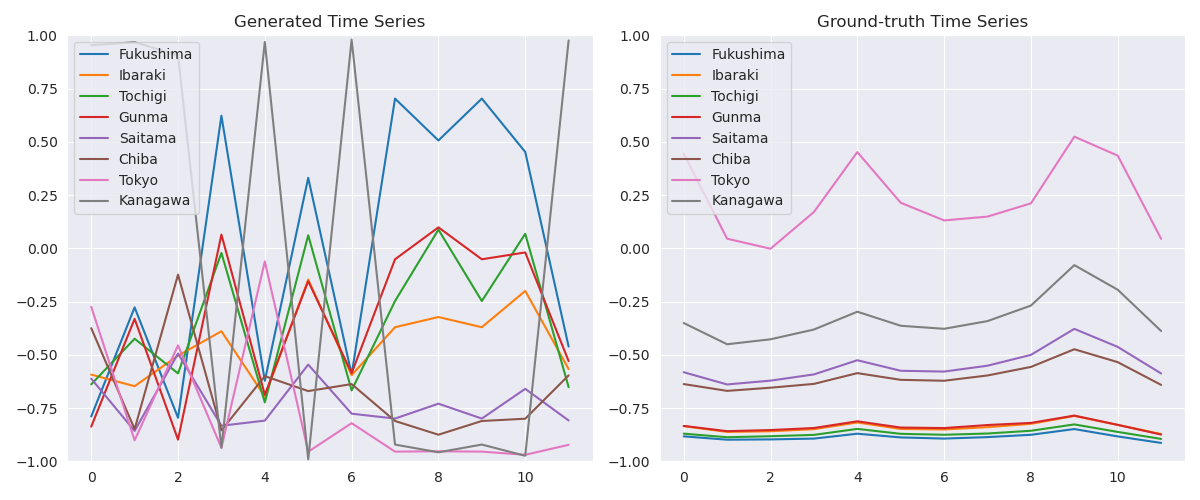 Generated Time Series
1.00
0.75
0.50
0.25
0.00
−0.25
−0.50
−0.75
−1.00
0 2 4 6 8 10
Fukushima
Ibaraki
Tochigi
Gunma
Saitama
Chiba
Tokyo
Kanagawa
Ground-truth Time Series
1.00
0.75
0.50
0.25
0.00
−0.25
−0.50
−0.75
−1.00
0 2 4 6 8 10
Fukushima
Ibaraki
Tochigi
Gunma
Saitama
Chiba
Tokyo
Kanagawa